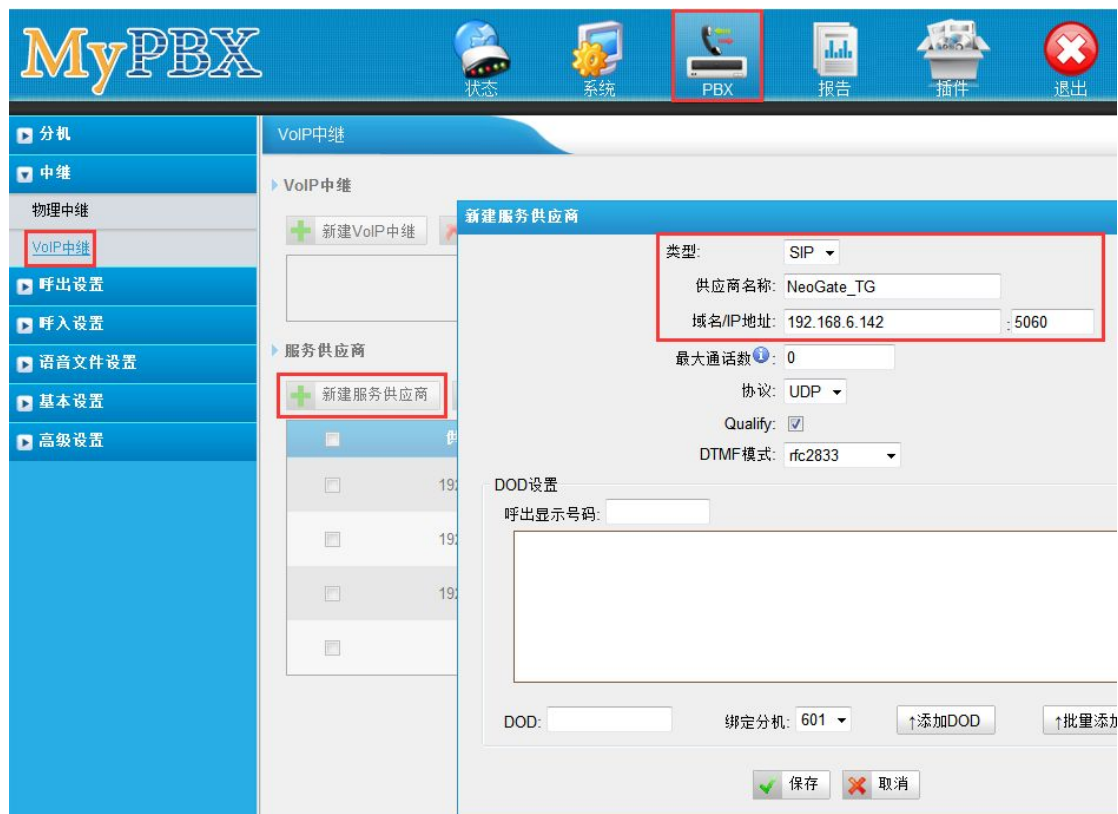 MyPBX
状态 系统 PBX 报告 插件 退出
分机
中继
物理中继
VoIP中继
呼出设置
呼入设置
语音文件设置
基本设置
高级设置
VoIP中继
VoIP中继
新建VoIP中继
服务供应商
新建服务供应商
192
192
192
新建服务供应商
类型: SIP
供应商名称: NeoGate_TG
域名/IP地址: 192.168.6.142 :5060
最大通话数 i : 0
协议: UDP
Qualify:
DTMF模式: rfc2833
DOD设置
呼出显示号码:
DOD: 绑定分机: 601 ↑添加DOD ↑批量添加
保存 取消